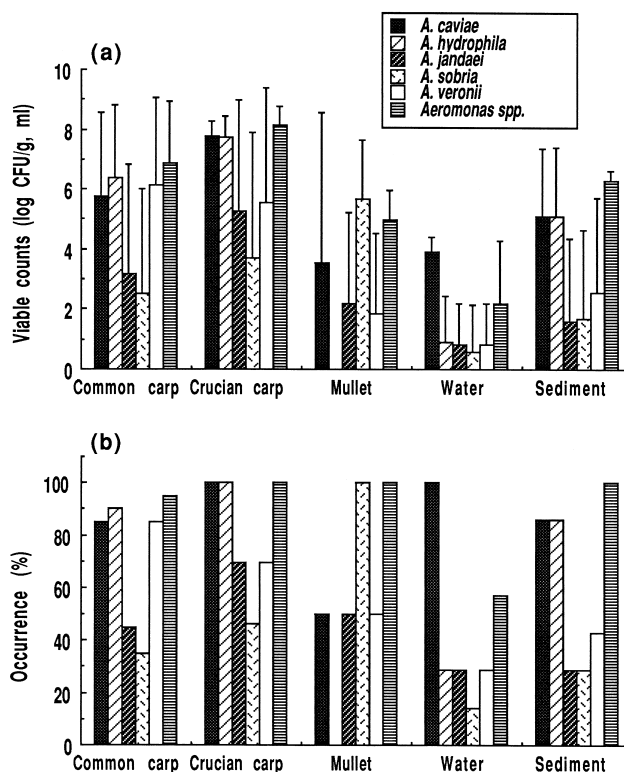 A. caviae
A. hydrophila
A. jandaei
A. sobria
A. veronii
Aeromonas spp.
(a)
Viable counts (log CFU/g, ml)
10
8
6
4
2
0
Common carp Crucian carp Mullet Water Sediment
(b)
Occurrence (%)
100
80
60
40
20
0
Common carp Crucian carp Mullet Water Sediment